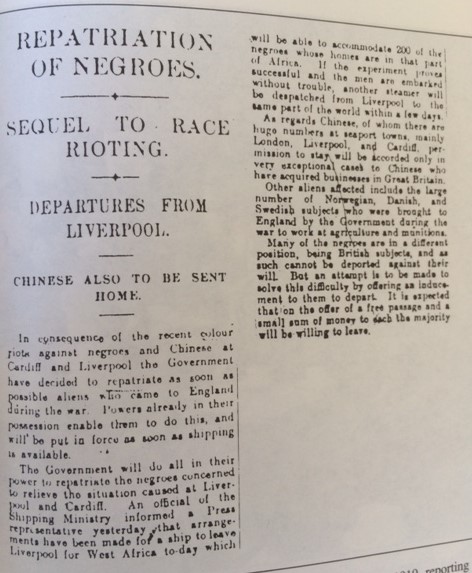 REPATRIATION
OF NEGROES.
SEQUEL TO RACE
RIOTING.
DEPARTURES FROM
LIVERPOOL.
CHINESE ALSO TO BE SENT
HOME.
In consequence of the recent colour
riots against negroes and Chinese at
Cardiff and Liverpool the Government
have decided to repatriate as soon as
possible aliens who came to England
during the war. Powers already in their
possession enable them to do this, and
will be put in force as soon as shipping
is available.
The Government will do all in their
power to repatriate the negroes concerned
to relieve the situation caused at Liver-
pool and Cardiff. An official of the
Shipping Ministry informed a Press
representative yesterday that arrange-
ments have been made for a ship to leave
Liverpool for West Africa to-day which
will be able to accommodate 200 of the
negroes whose homes are in that part
of Africa. If the experiment proves
successful and the men are embarked
without trouble, another steamer will
be despatched from Liverpool to the
same part of the world within a few days.
As regards Chinese, of whom there are
huge numbers at seaport towns, mainly
London, Liverpool, and Cardiff, per-
mission to stay will be accorded only in
very exceptional cases to Chinese who
have acquired businesses in Great Britain.
Other aliens affected include the large
number of Norwegian, Danish, and
Swedish subjects who were brought to
England by the Government during the
war to work at agriculture and munitions.
Many of the negroes are in a different
position, being British subjects, and as
such cannot be deported against their
will. But an attempt is to be made to
solve this difficulty by offering an induce-
ment to them to depart. It is expected
that on the offer of a free passage and a
small sum of money to each the majority
will be willing to leave.
reporting